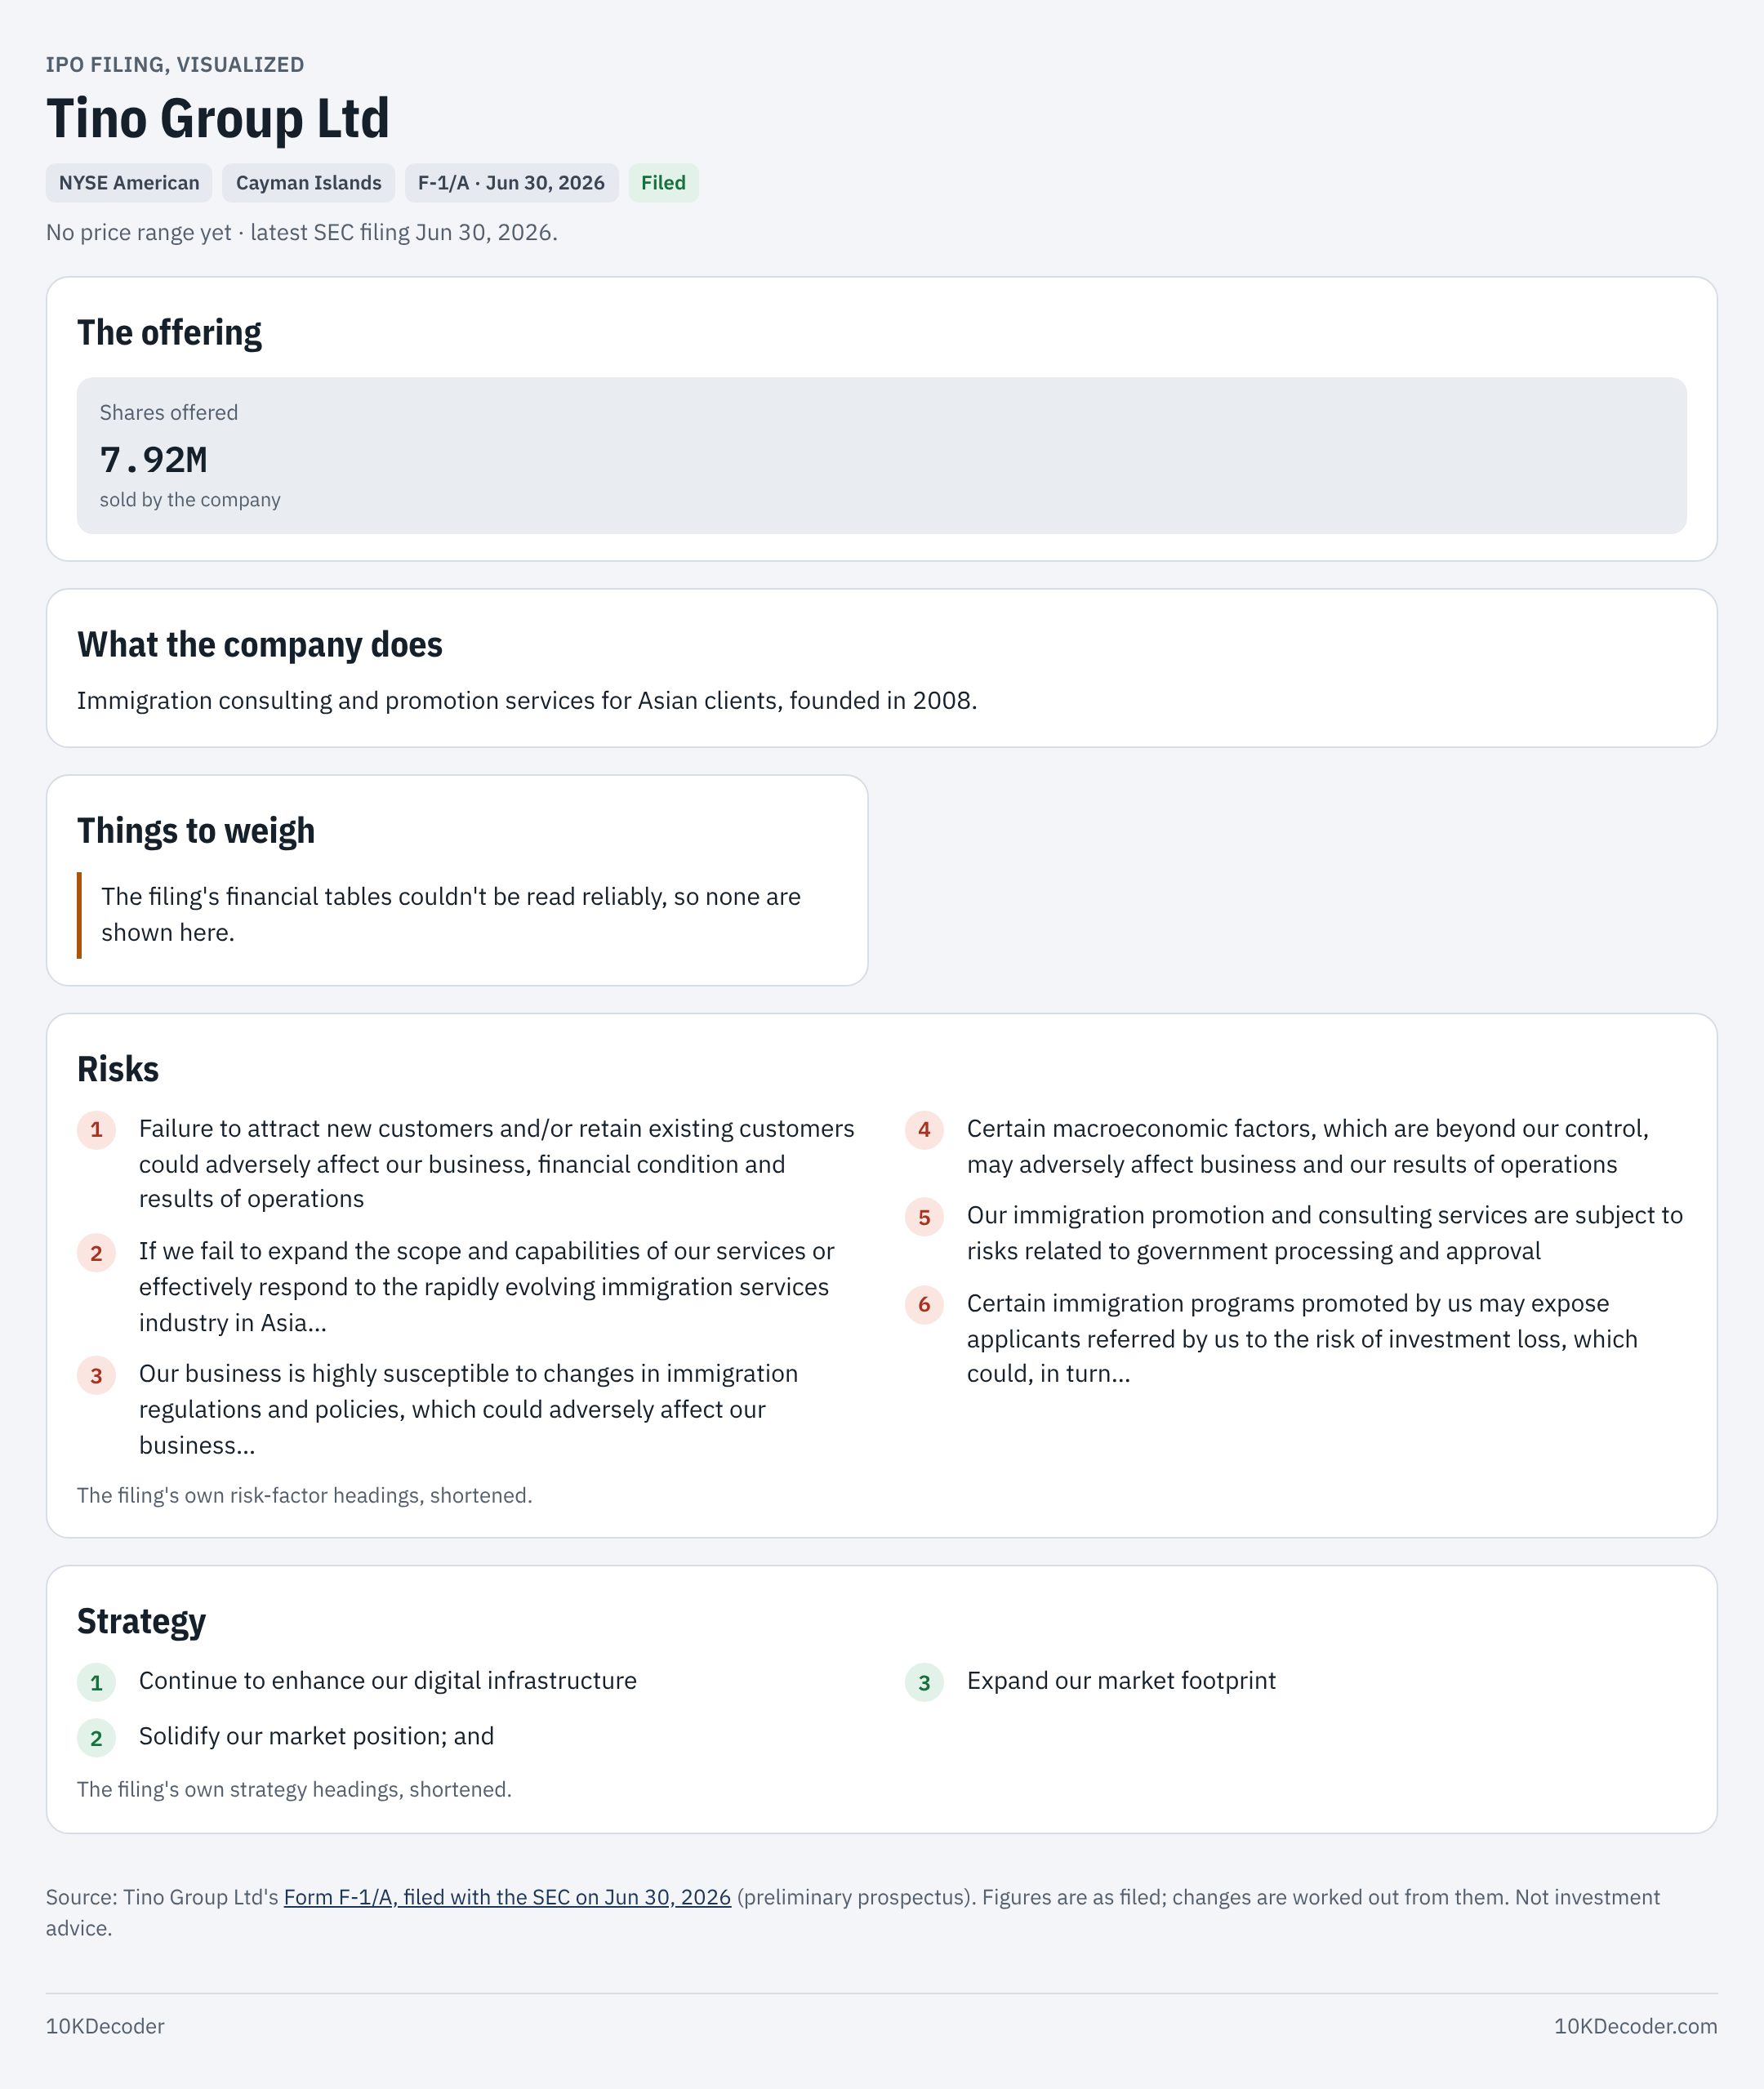 IPO FILING, VISUALIZED
Tino Group Ltd
NYSE American
Cayman Islands
F-1/A · Jun 30, 2026
Filed
No price range yet · latest SEC filing Jun 30, 2026.
The offering
Shares offered
7.92M
sold by the company
What the company does
Immigration consulting and promotion services for Asian clients, founded in 2008.
Things to weigh
The filing's financial tables couldn't be read reliably, so none are
shown here.
Risks
1 Failure to attract new customers and/or retain existing customers
could adversely affect our business, financial condition and
results of operations
2 If we fail to expand the scope and capabilities of our services or
effectively respond to the rapidly evolving immigration services
industry in Asia...
3 Our business is highly susceptible to changes in immigration
regulations and policies, which could adversely affect our
business...
4 Certain macroeconomic factors, which are beyond our control,
may adversely affect business and our results of operations
5 Our immigration promotion and consulting services are subject to
risks related to government processing and approval
6 Certain immigration programs promoted by us may expose
applicants referred by us to the risk of investment loss, which
could, in turn...
The filing's own risk-factor headings, shortened.
Strategy
1 Continue to enhance our digital infrastructure
2 Solidify our market position; and
3 Expand our market footprint
The filing's own strategy headings, shortened.
Source: Tino Group Ltd's Form F-1/A, filed with the SEC on Jun 30, 2026 (preliminary prospectus). Figures are as filed; changes are worked out from them. Not investment
advice.
10KDecoder
10KDecoder.com